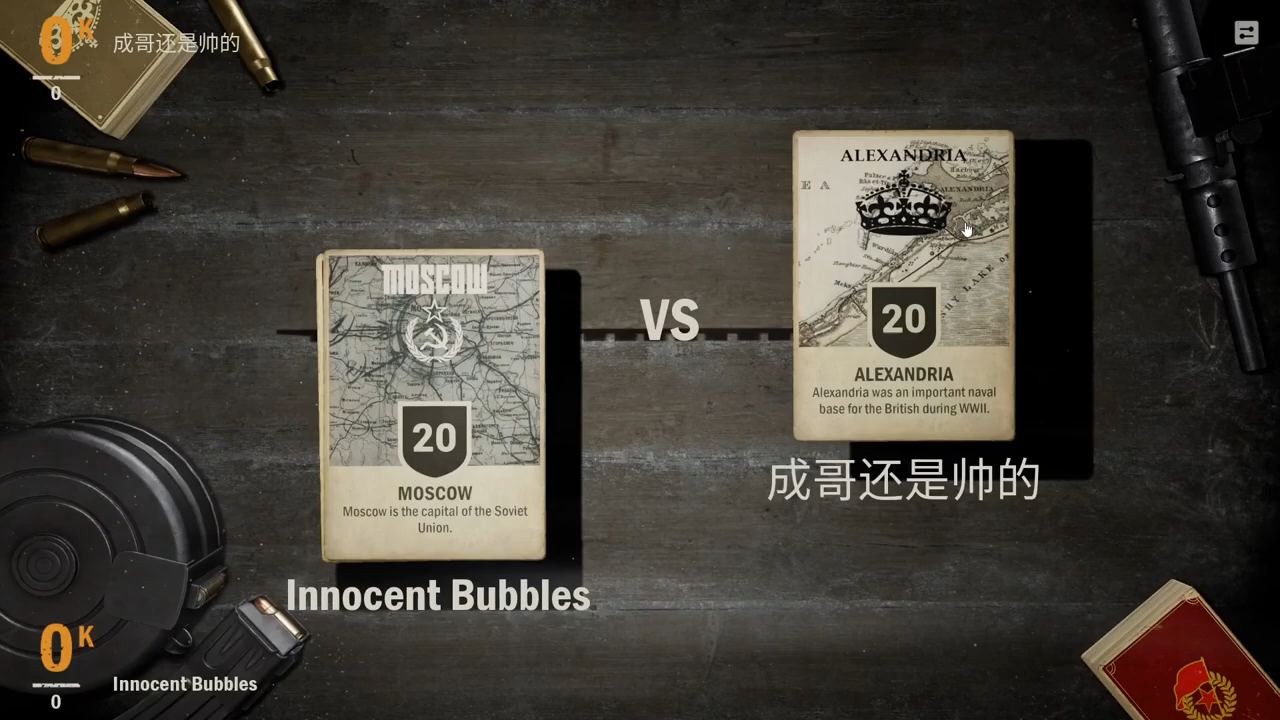 0K
0
成哥还是帅的
ALEXANDRIA
E A
Harbour
ALEXANDRIA
20
ALEXANDRIA
Alexandria was an important naval
base for the British during WWII.
成哥还是帅的
VS
MOSCOW
20
MOSCOW
Moscow is the capital of the Soviet
Union.
Innocent Bubbles
0K
0
Innocent Bubbles